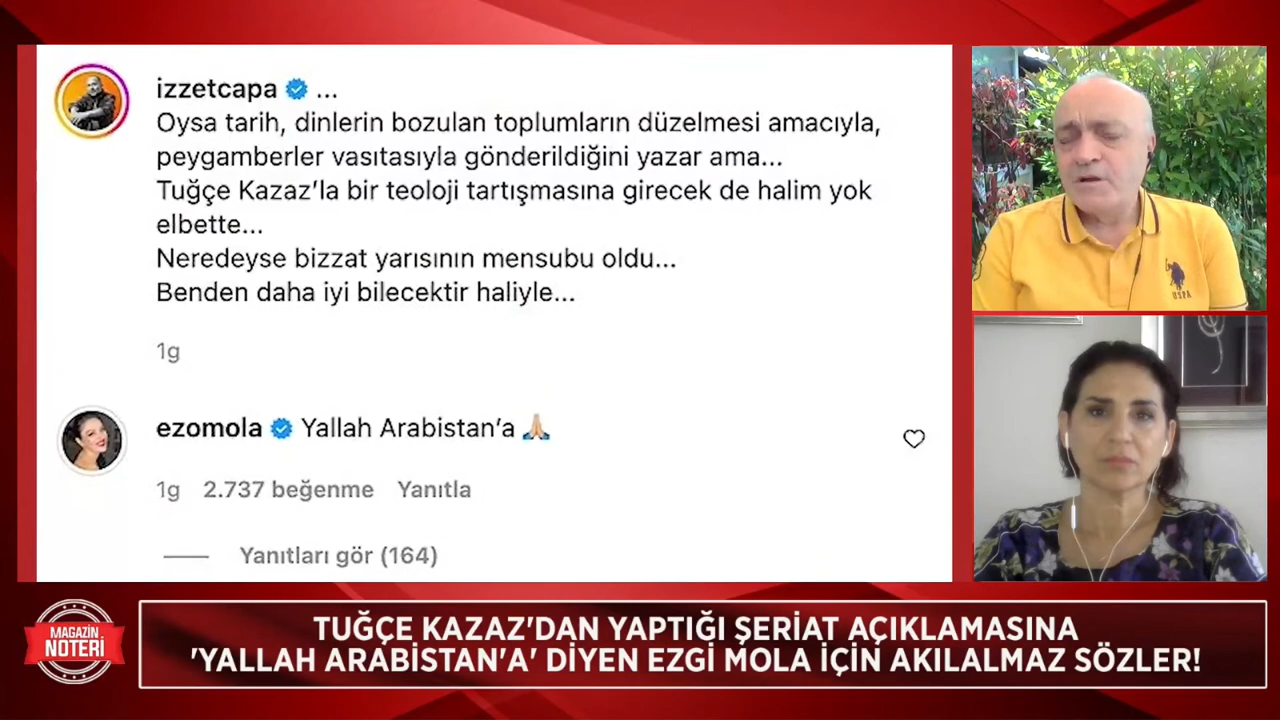 izzetcapa ...
Oysa tarih, dinlerin bozulan toplumların düzelmesi amacıyla,
peygamberler vasıtasıyla gönderildiğini yazar ama...
Tuğçe Kazaz’la bir teoloji tartışmasına girecek de halim yok
elbette...
Neredeyse bizzat yarısının mensubu oldu...
Benden daha iyi bilecektir haliyle...
1g
ezomola Yallah Arabistan’a 🙏🏼
1g 2.737 beğenme Yanıtla
Yanıtları gör (164)
USPA
MAGAZİN
NOTERİ
TUĞÇE KAZAZ'DAN YAPTIĞI ŞERİAT AÇIKLAMASINA
'YALLAH ARABİSTAN'A' DİYEN EZGİ MOLA İÇİN AKILALMAZ SÖZLER!